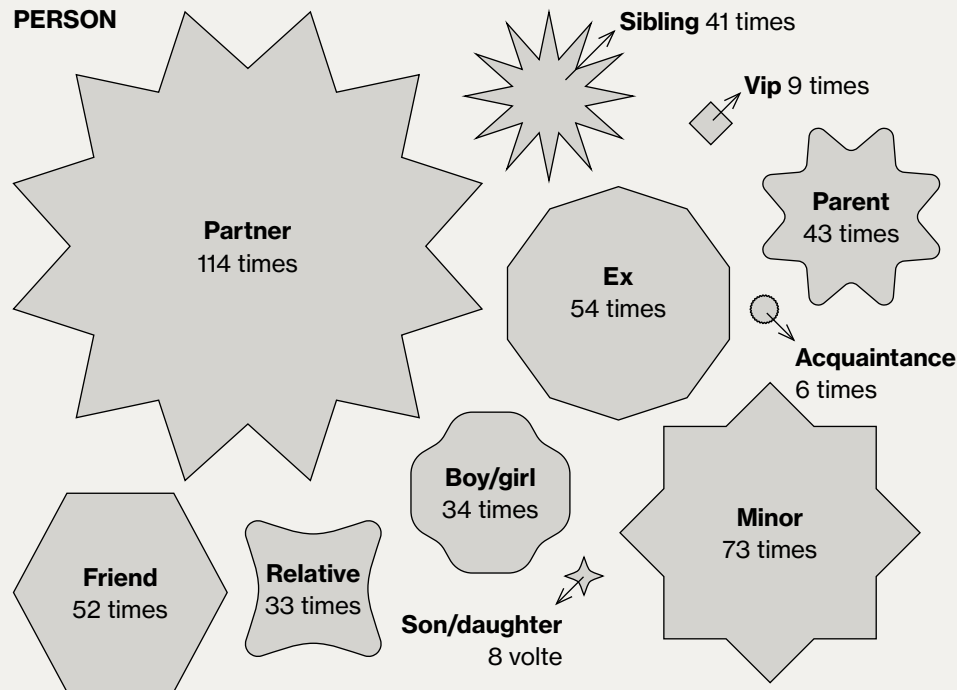 PERSON
Sibling 41 times
Vip 9 times
Parent
43 times
Partner
114 times
Ex
54 times
Acquaintance
6 times
Boy/girl
34 times
Minor
73 times
Friend
52 times
Relative
33 times
Son/daughter
8 volte